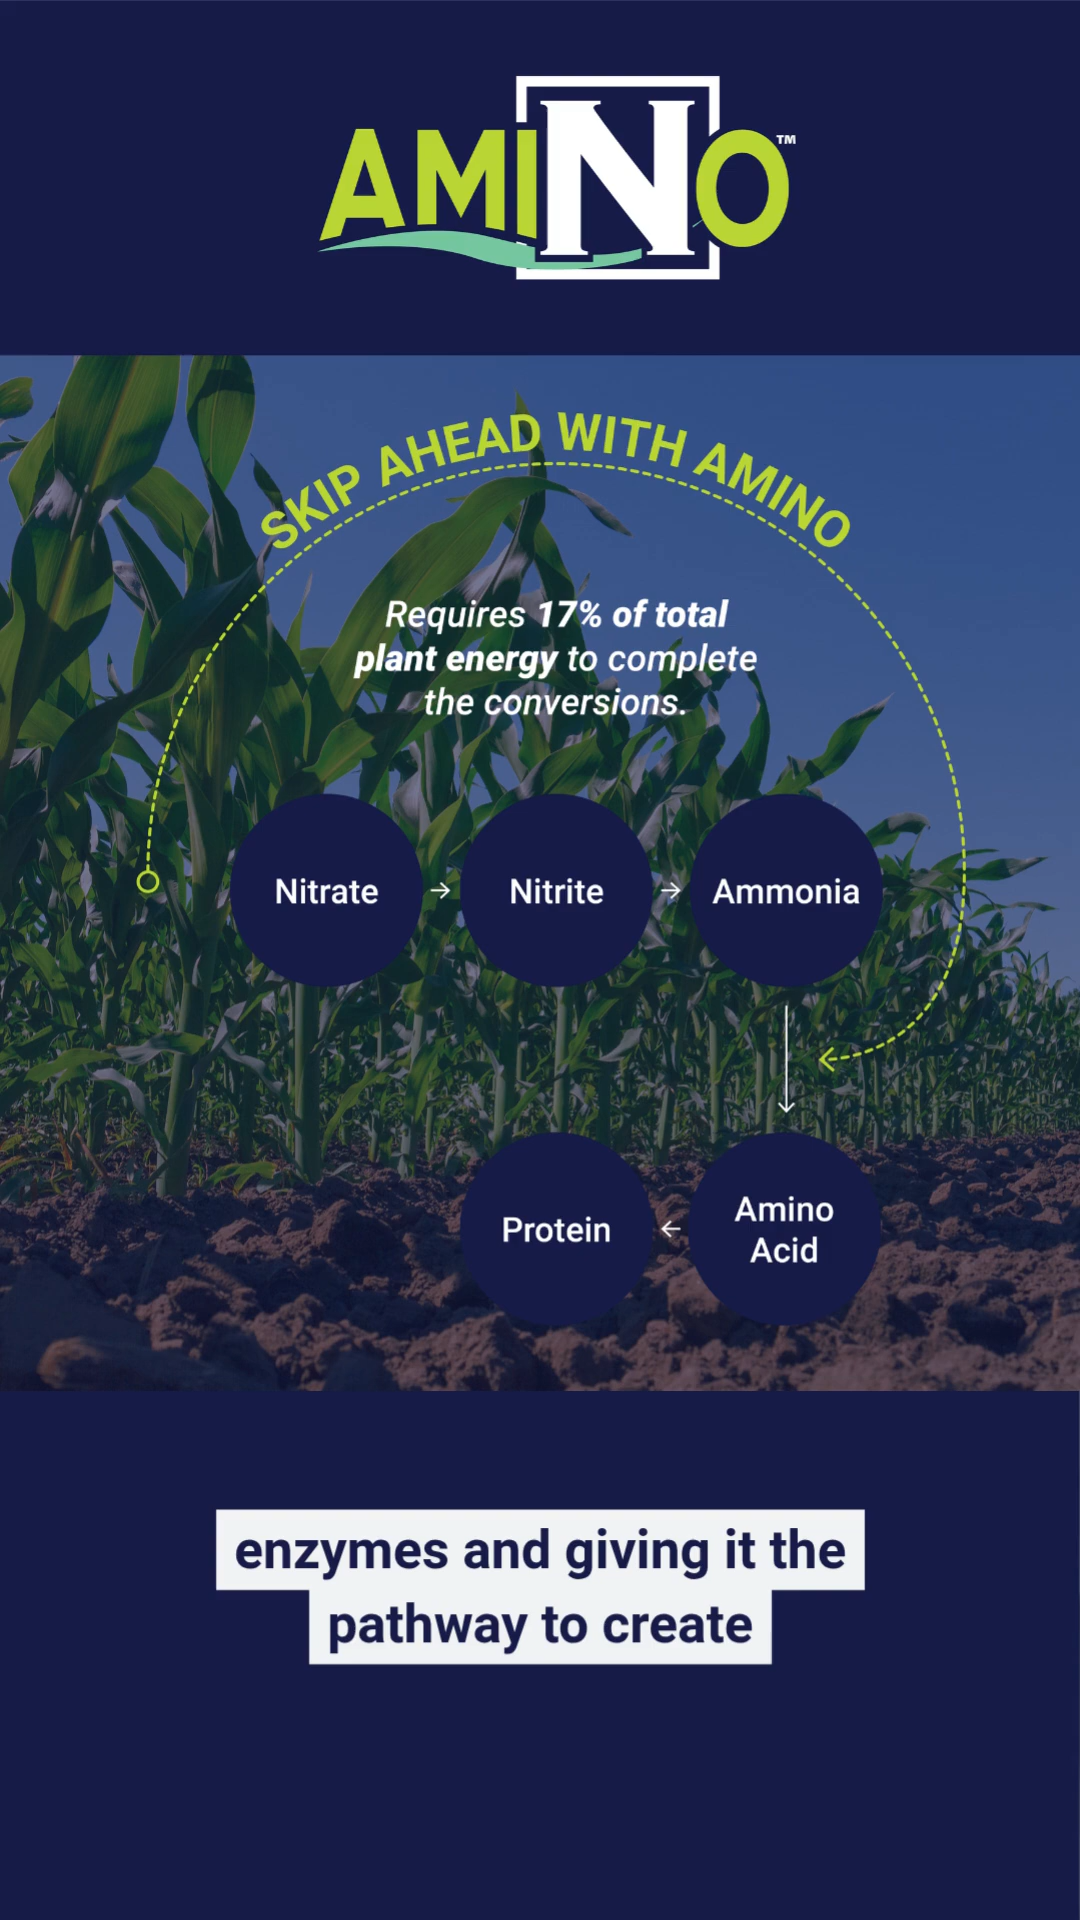 AMINO™
SKIP AHEAD WITH AMINO
Requires 17% of total
plant energy to complete
the conversions.
Nitrate → Nitrite → Ammonia
Protein ← Amino
Acid
enzymes and giving it the
pathway to create